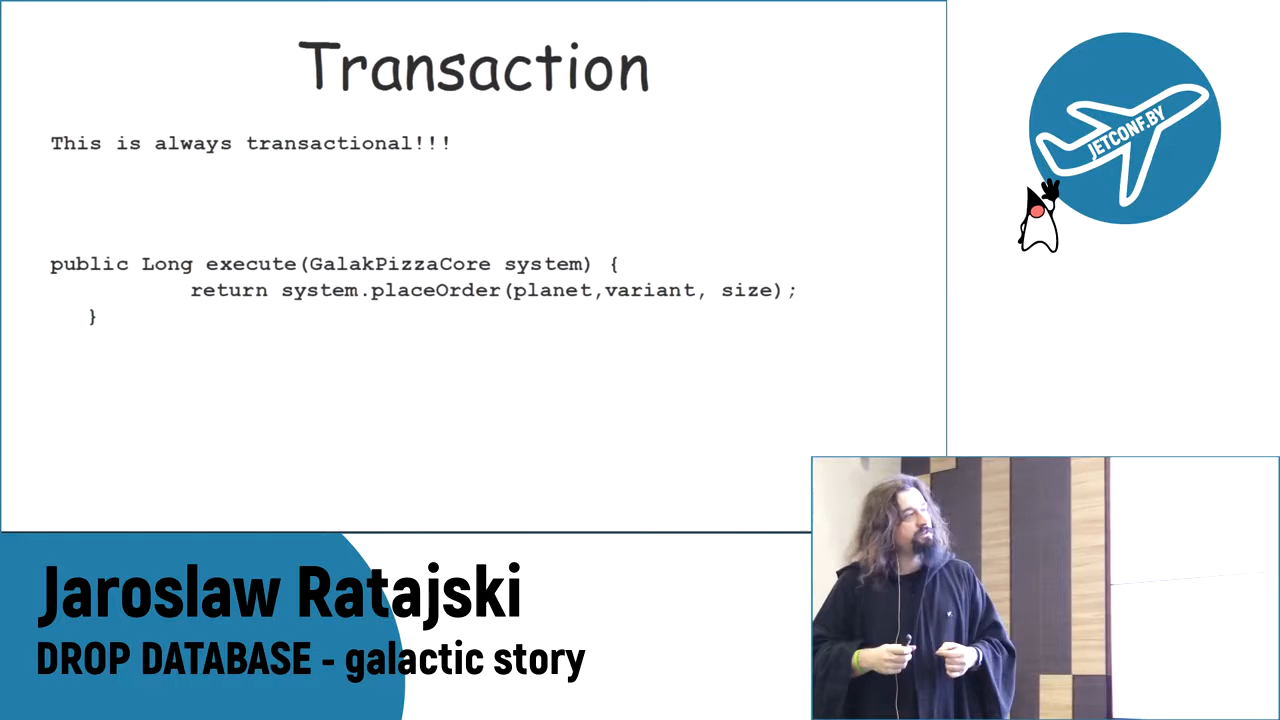 Transaction
This is always transactional!!!
public Long execute(GalakPizzaCore system) {
return system.placeOrder(planet,variant, size);
}
JETCONF.BY
Jaroslaw Ratajski
DROP DATABASE - galactic story